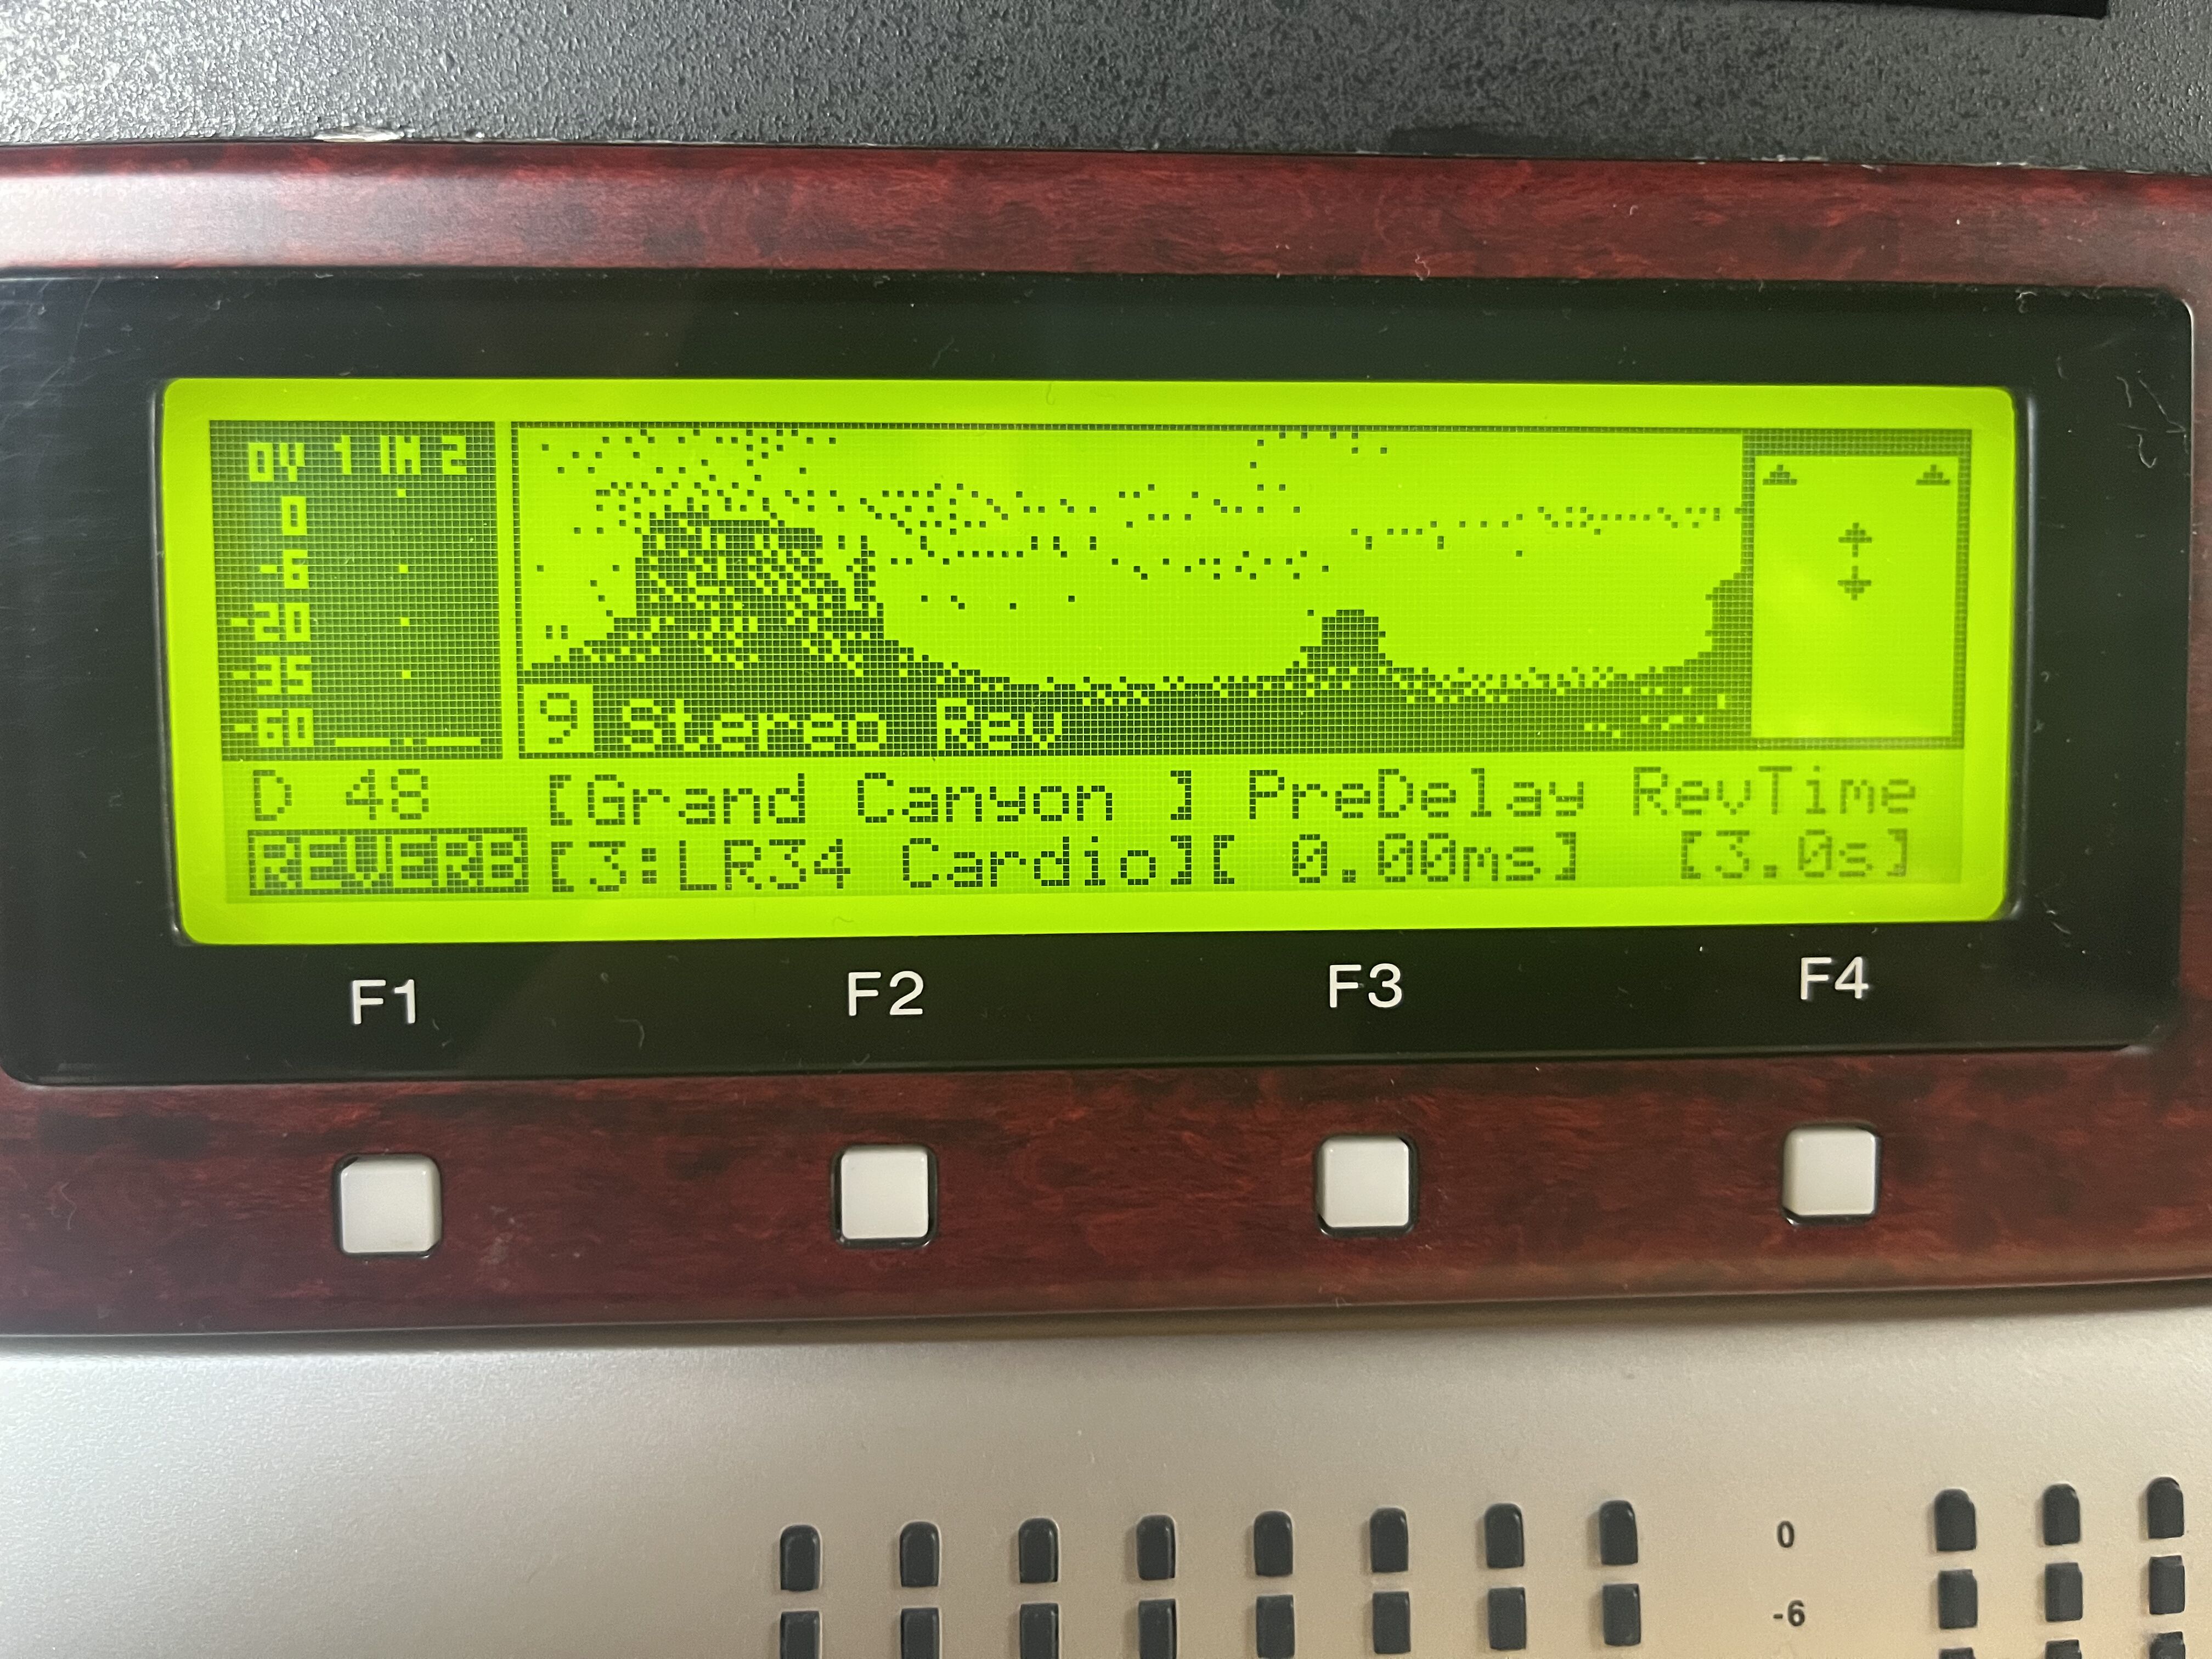 OV 1 IN 2
0
-6
-20
-35
-60
9 Stereo Rev
D 48 [Grand Canyon ] PreDelay RevTime
REVERB [3:LR34 Cardio][ 0.00ms] [3.0s]
F1 F2 F3 F4
0
-6